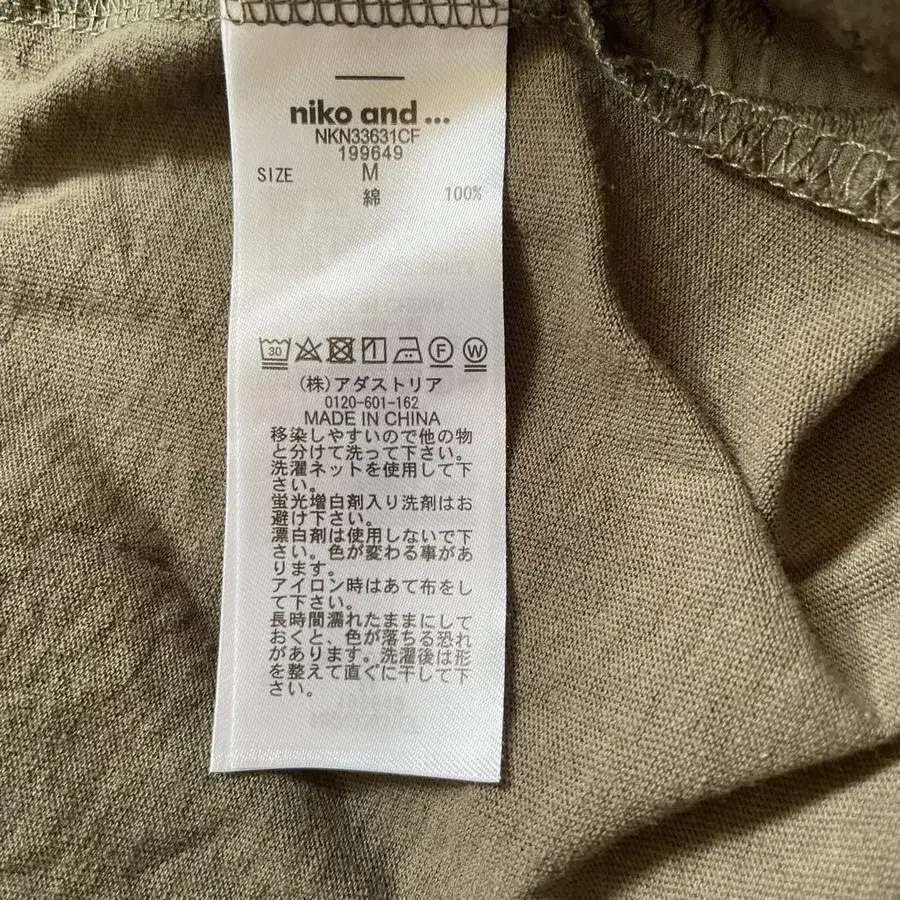 niko and ...
NKN33631CF
199649
SIZE M
綿 100%
30 F W
(株)アダストリア
0120-601-162
MADE IN CHINA
移染しやすいので他の物
と分けて洗って下さい。
洗濯ネットを使用して下
さい。
蛍光増白剤入り洗剤はお
避け下さい。
漂白剤は使用しないで下
さい。色が変わる事があ
ります。
アイロン時はあて布をし
て下さい。
長時間濡れたままにして
おくと、色が落ちる恐れ
があります。洗濯後は形
を整えて直ぐに干して下
さい。